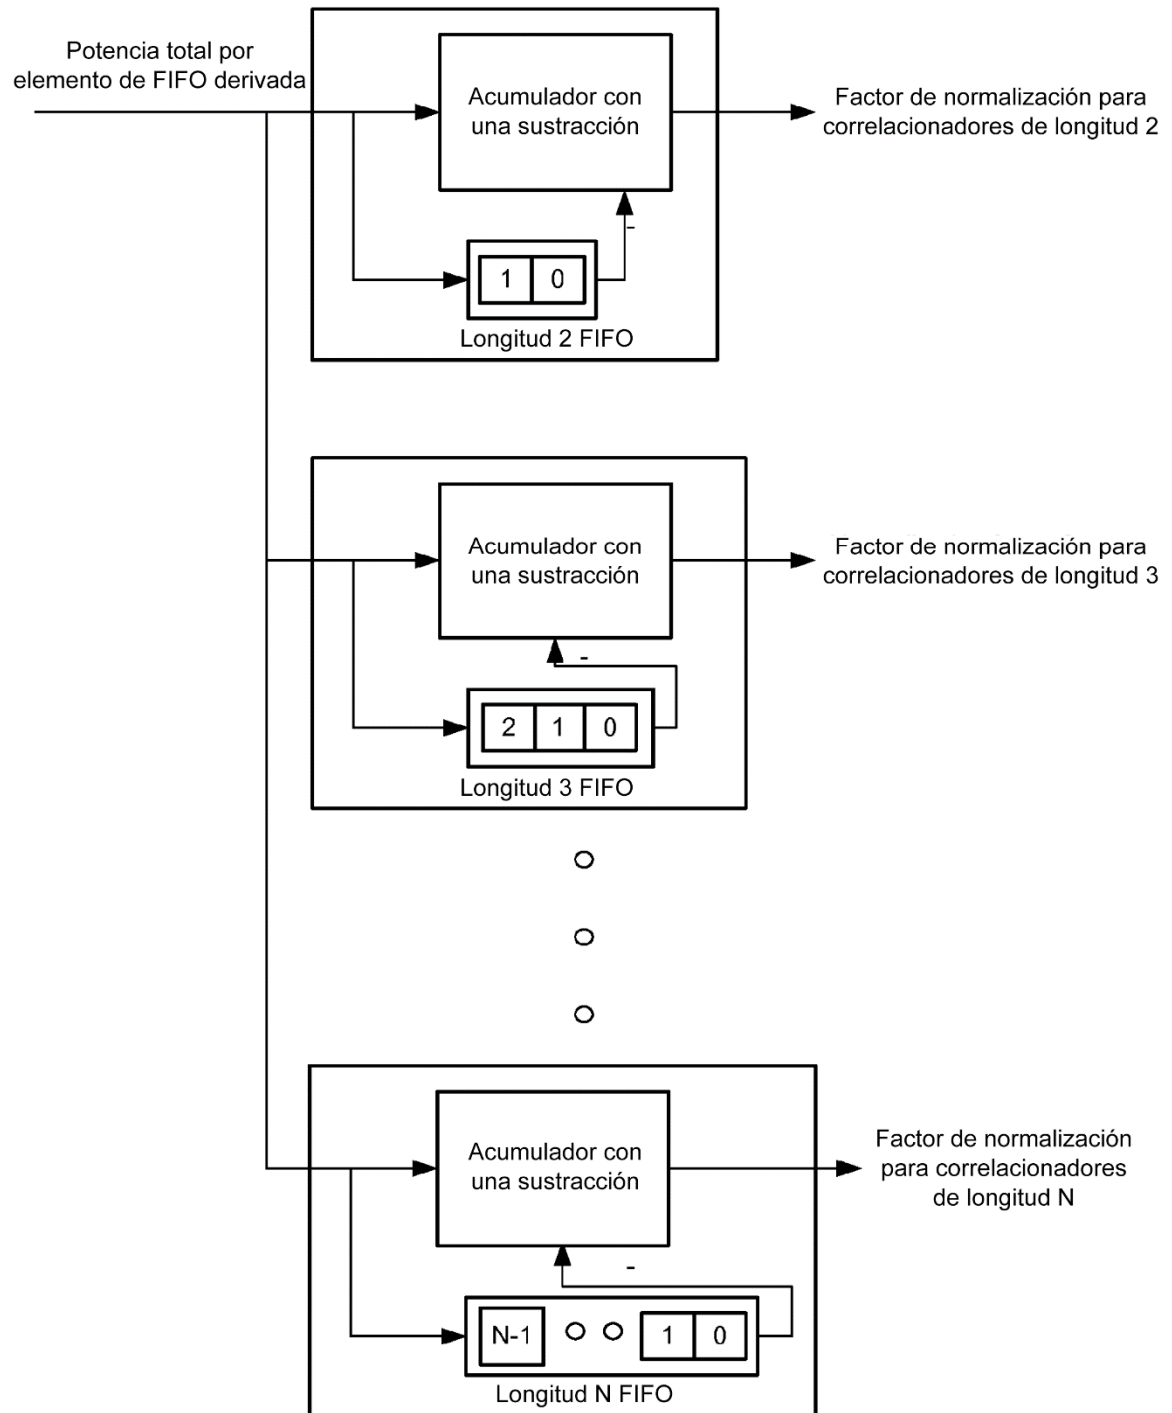 Potencia total por
elemento de FIFO derivada
Acumulador con
una sustracción
Factor de normalización para
correlacionadores de longitud 2
-
1 0
Longitud 2 FIFO
Acumulador con
una sustracción
Factor de normalización para
correlacionadores de longitud 3
-
2 1 0
Longitud 3 FIFO
Acumulador con
una sustracción
Factor de normalización
para correlacionadores
de longitud N
-
N-1 1 0
Longitud N FIFO